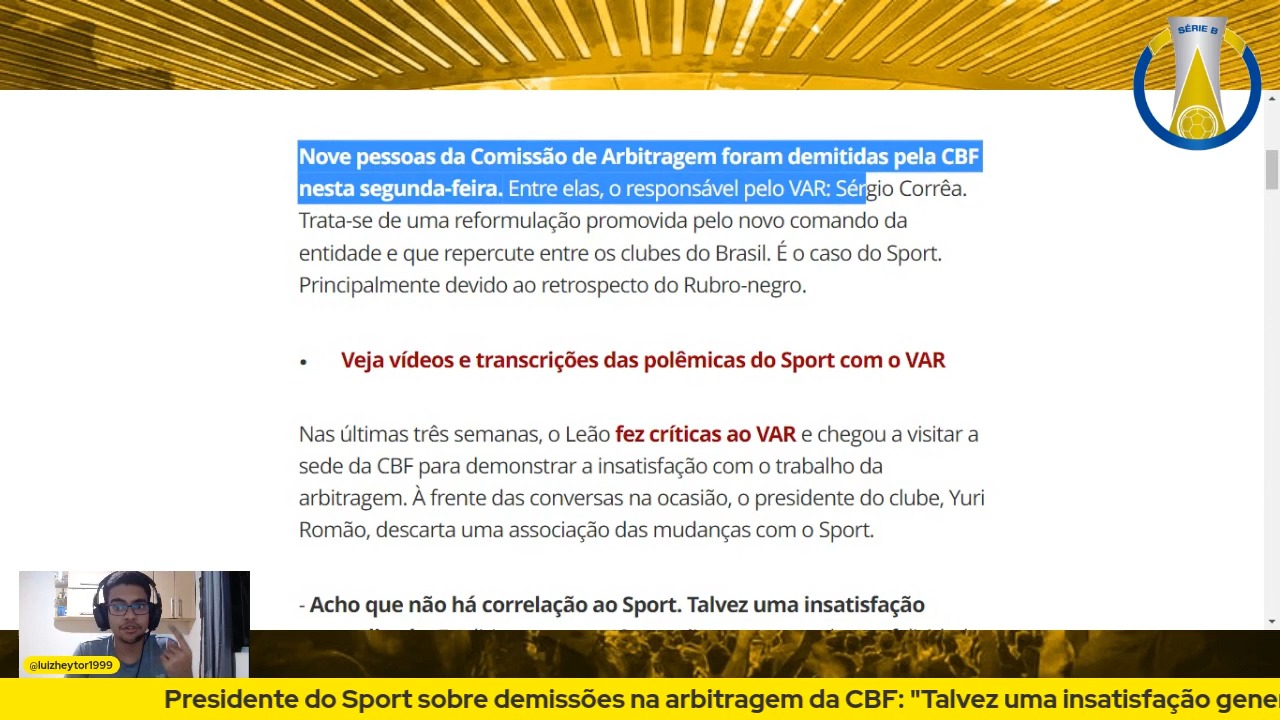 SÉRIE B
Nove pessoas da Comissão de Arbitragem foram demitidas pela CBF
nesta segunda-feira. Entre elas, o responsável pelo VAR: Sérgio Corrêa.
Trata-se de uma reformulação promovida pelo novo comando da
entidade e que repercute entre os clubes do Brasil. É o caso do Sport.
Principalmente devido ao retrospecto do Rubro-negro.
• Veja vídeos e transcrições das polêmicas do Sport com o VAR
Nas últimas três semanas, o Leão fez críticas ao VAR e chegou a visitar a
sede da CBF para demonstrar a insatisfação com o trabalho da
arbitragem. À frente das conversas na ocasião, o presidente do clube, Yuri
Romão, descarta uma associação das mudanças com o Sport.
- Acho que não há correlação ao Sport. Talvez uma insatisfação
@luizheytor1999
Presidente do Sport sobre demissões na arbitragem da CBF: "Talvez uma insatisfação gene